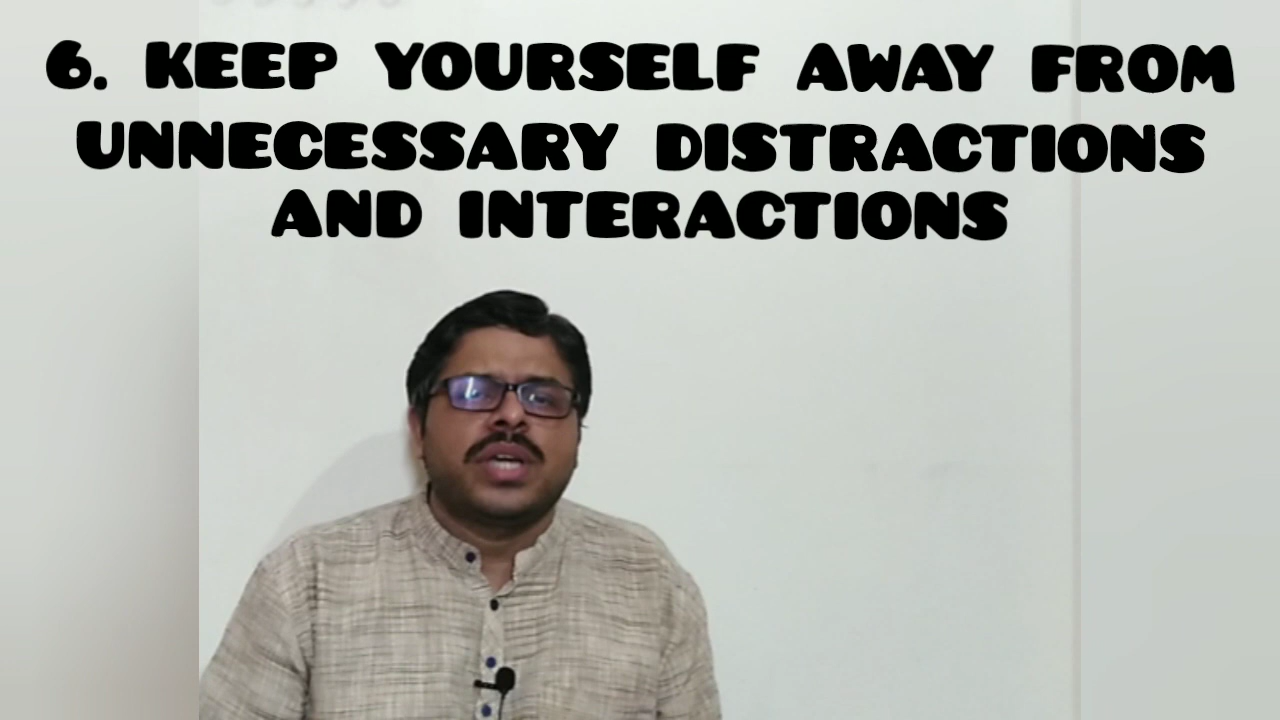 6. KEEP YOURSELF AWAY FROM
UNNECESSARY DISTRACTIONS
AND INTERACTIONS